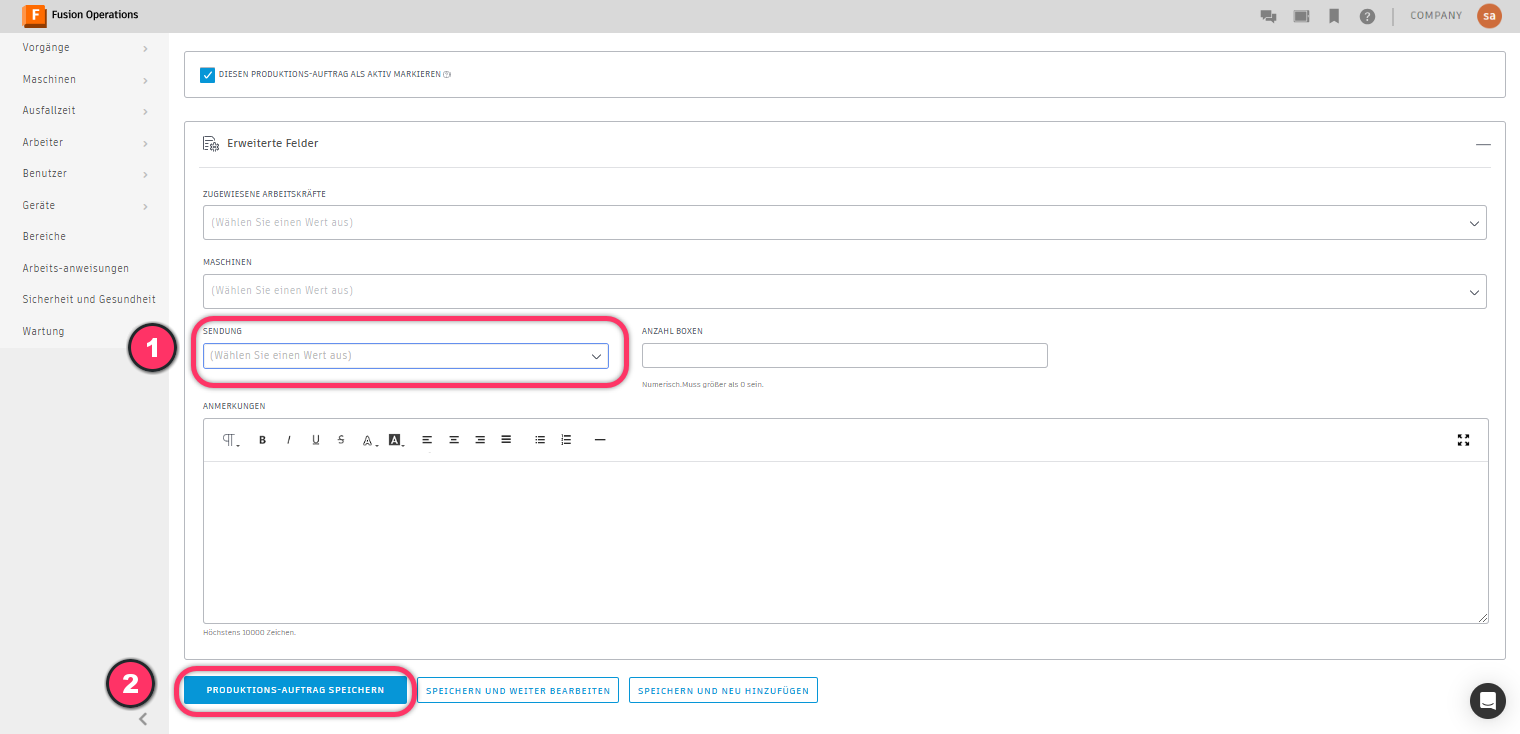 F Fusion Operations
COMPANY
sa
Vorgänge
Maschinen
Ausfallzeit
Arbeiter
Benutzer
Geräte
Bereiche
Arbeits-anweisungen
Sicherheit und Gesundheit
Wartung
DIESEN PRODUKTIONS-AUFTRAG ALS AKTIV MARKIEREN
Erweiterte Felder
ZUGEWIESENE ARBEITSKRÄFTE
(Wählen Sie einen Wert aus)
MASCHINEN
(Wählen Sie einen Wert aus)
1
SENDUNG
(Wählen Sie einen Wert aus)
ANZAHL BOXEN
Numerisch.Muss größer als 0 sein.
ANMERKUNGEN
B I U S A A
Höchstens 10000 Zeichen.
2
PRODUKTIONS-AUFTRAG SPEICHERN
SPEICHERN UND WEITER BEARBEITEN
SPEICHERN UND NEU HINZUFÜGEN